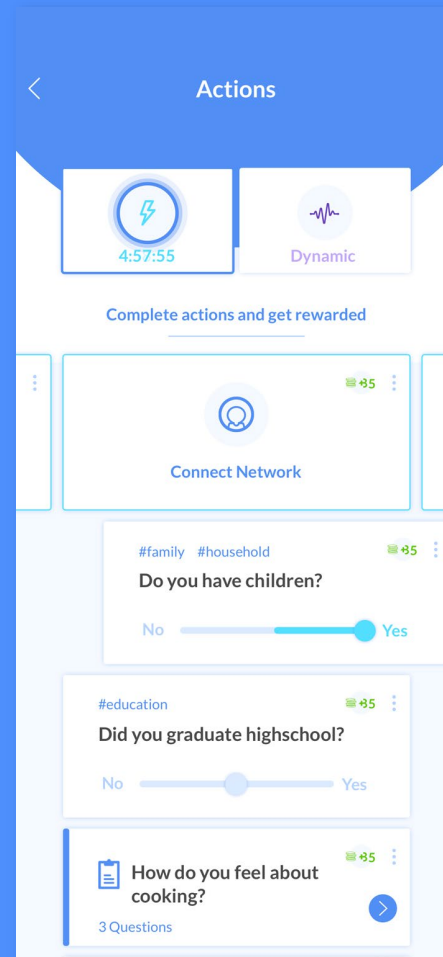 Actions
4:57:55
Dynamic
Complete actions and get rewarded
+35
Connect Network
#family #household
+35
Do you have children?
No
Yes
#education
+35
Did you graduate highschool?
No
Yes
+35
How do you feel about
cooking?
3 Questions